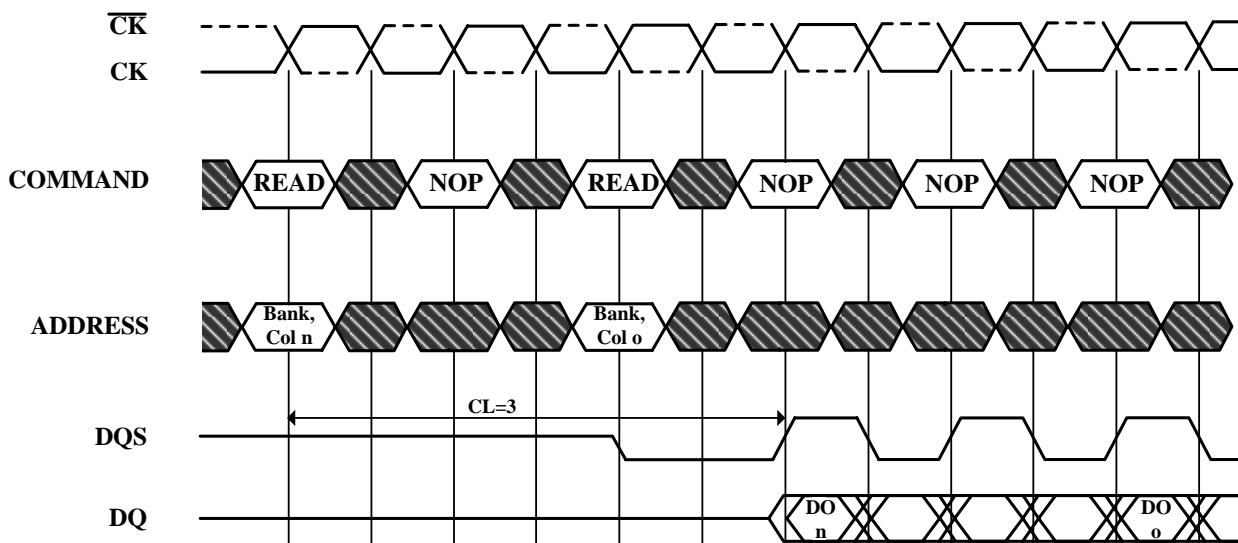 CK
CK
COMMAND
READ NOP READ NOP NOP NOP
ADDRESS
Bank,
Col n
Bank,
Col o
CL=3
DQS
DQ
DO
n
DO
o